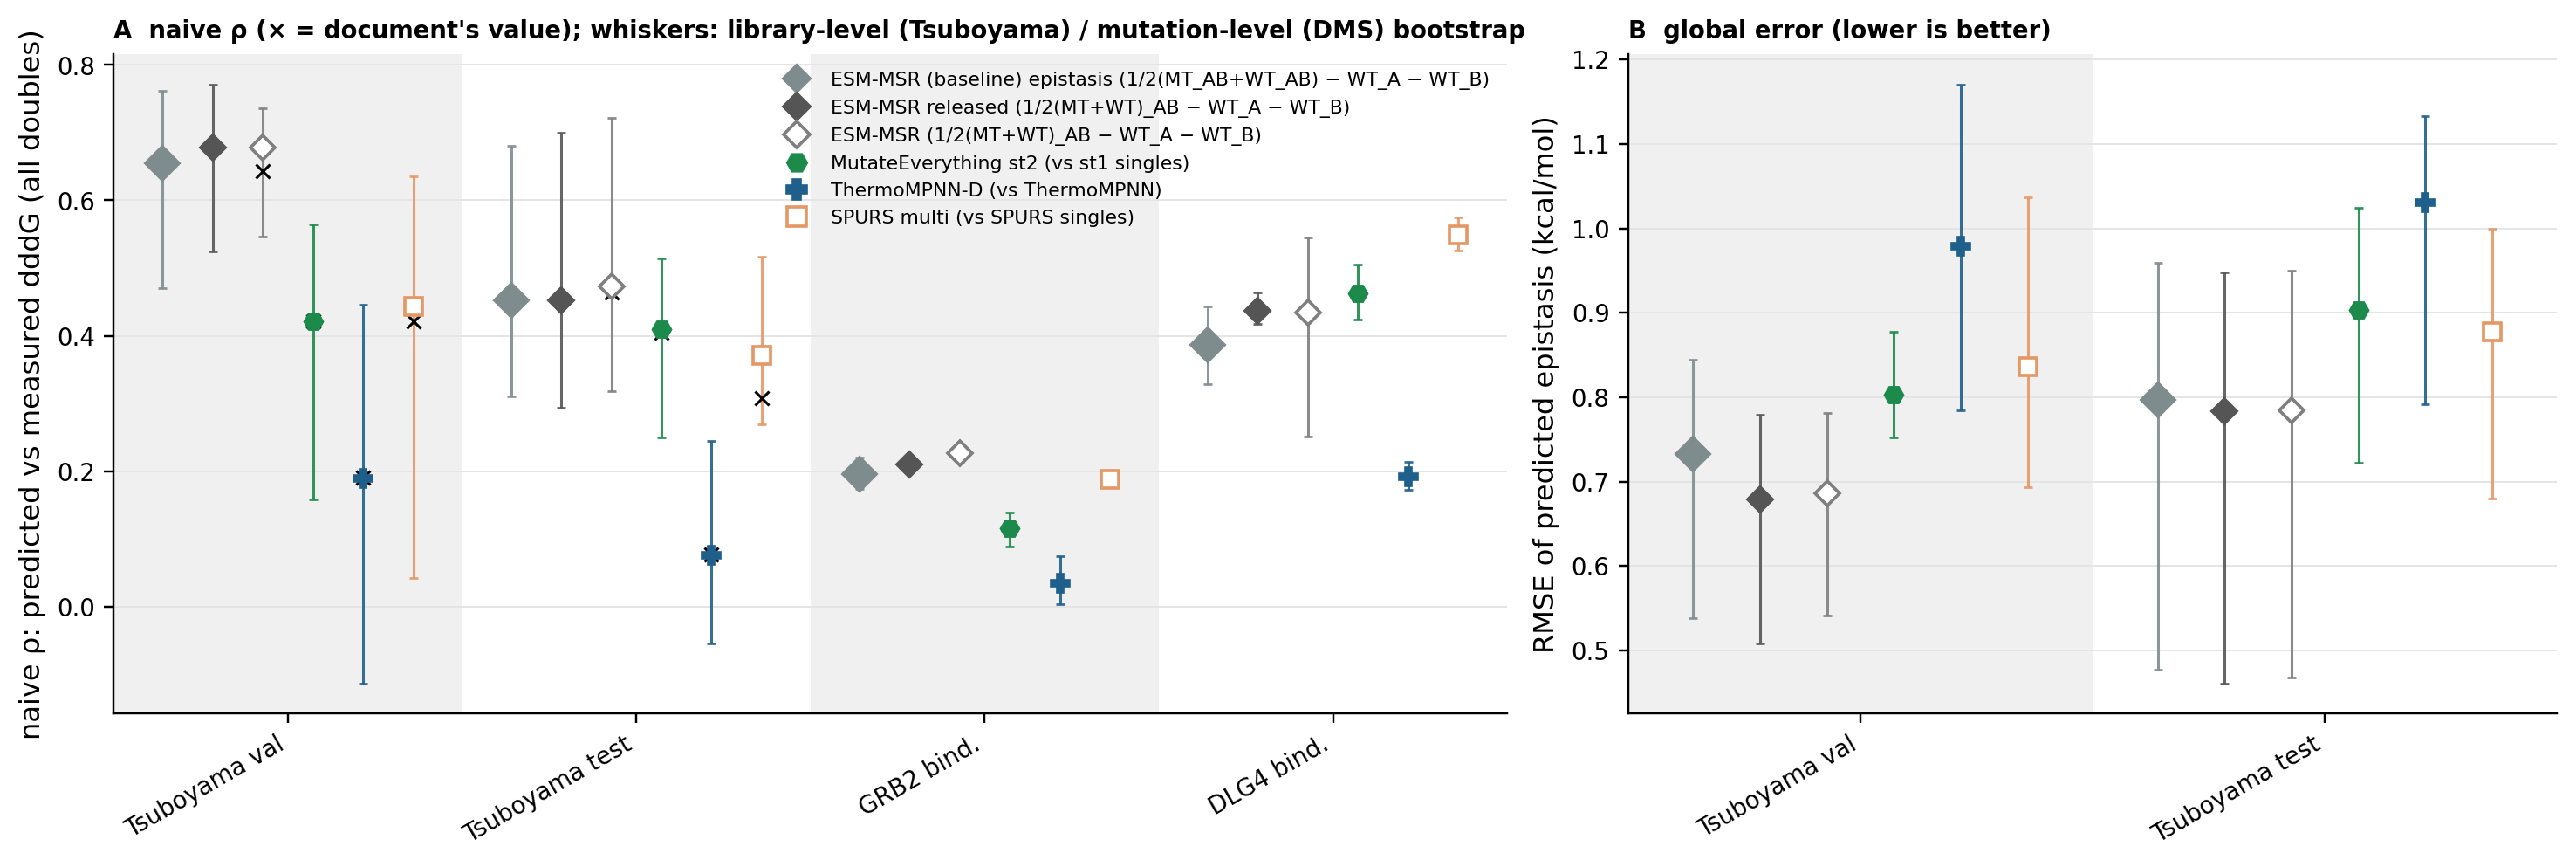 A  naive ρ (× = document's value); whiskers: library-level (Tsuboyama) / mutation-level (DMS) bootstrap
naive ρ: predicted vs measured dddG (all doubles)
0.8
0.6
0.4
0.2
0.0
ESM-MSR (baseline) epistasis (1/2(MT_AB+WT_AB) − WT_A − WT_B)
ESM-MSR released (1/2(MT+WT)_AB − WT_A − WT_B)
ESM-MSR (1/2(MT+WT)_AB − WT_A − WT_B)
MutateEverything st2 (vs st1 singles)
ThermoMPNN-D (vs ThermoMPNN)
SPURS multi (vs SPURS singles)
Tsuboyama val
Tsuboyama test
GRB2 bind.
DLG4 bind.
B  global error (lower is better)
RMSE of predicted epistasis (kcal/mol)
1.2
1.1
1.0
0.9
0.8
0.7
0.6
0.5
Tsuboyama val
Tsuboyama test